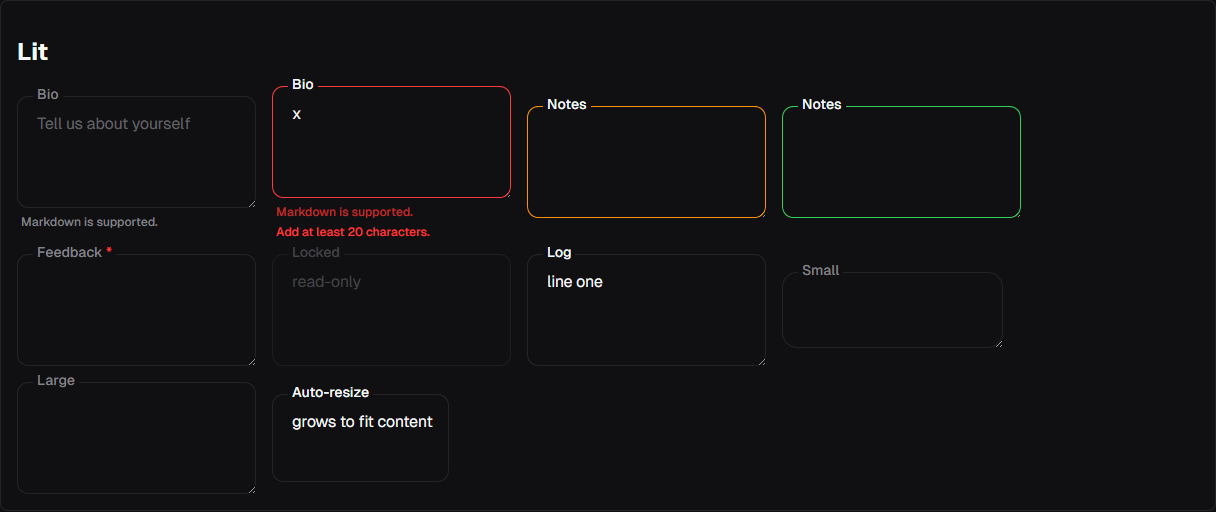 Lit
Bio
Tell us about yourself
Markdown is supported.
Bio
x
Markdown is supported.
Add at least 20 characters.
Notes
Notes
Feedback *
Locked
read-only
Log
line one
Small
Large
Auto-resize
grows to fit content